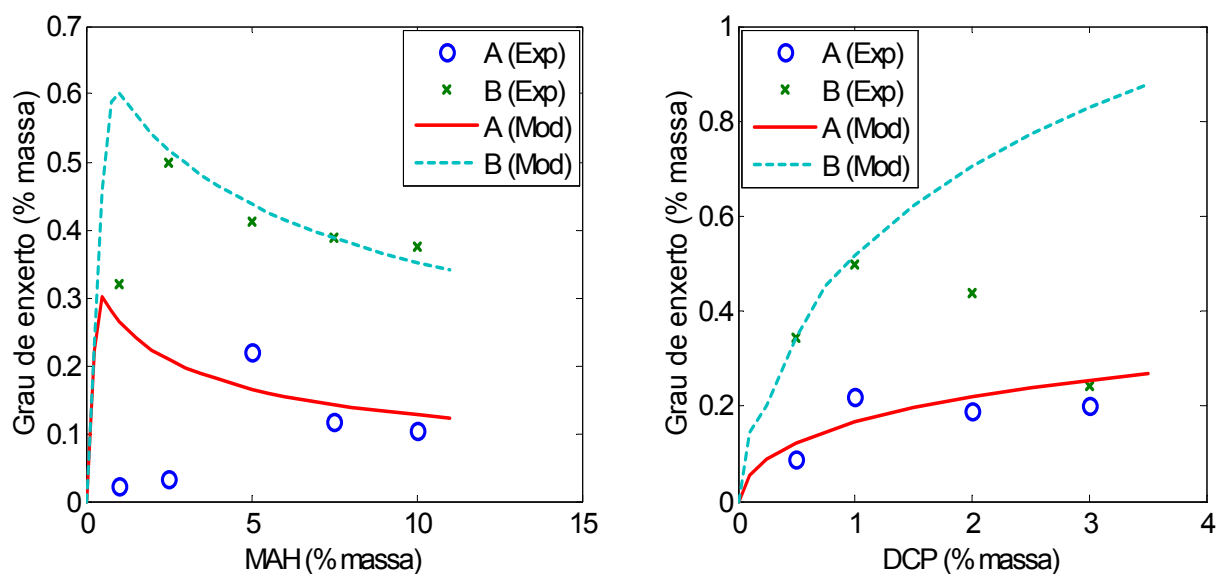 0.7
0.6
0.5
0.4
0.3
0.2
0.1
0
0
5
10
15
Grau de enxerto (% massa)
MAH (% massa)
A (Exp)
B (Exp)
A (Mod)
B (Mod)
1
0.8
0.6
0.4
0.2
0
0
1
2
3
4
Grau de enxerto (% massa)
DCP (% massa)
A (Exp)
B (Exp)
A (Mod)
B (Mod)